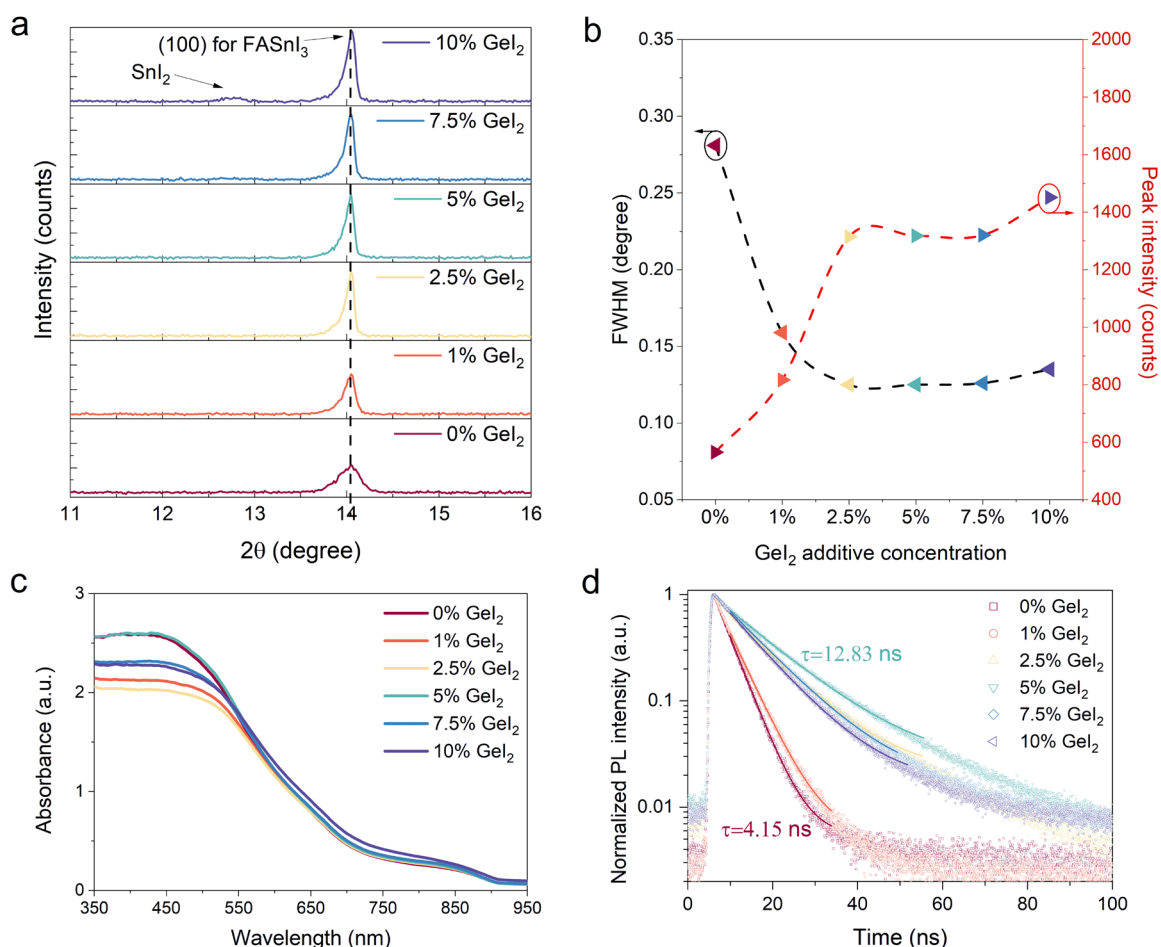 a
(100) for FASnI₃
SnI₂
10% GeI₂
7.5% GeI₂
5% GeI₂
2.5% GeI₂
1% GeI₂
0% GeI₂
Intensity (counts)
11 12 13 14 15 16
2θ (degree)
b
0.35
0.30
0.25
0.20
0.15
0.10
0.05
FWHM (degree)
2000
1800
1600
1400
1200
1000
800
600
400
Peak intensity
(counts)
0% 1% 2.5% 5% 7.5% 10%
GeI₂ additive concentration
c
3
2
1
0
Absorbance (a.u.)
0% GeI₂
1% GeI₂
2.5% GeI₂
5% GeI₂
7.5% GeI₂
10% GeI₂
350 450 550 650 750 850 950
Wavelength (nm)
d
1
0.1
0.01
Normalized PL intensity (a.u.)
τ=12.83 ns
τ=4.15 ns
0% GeI₂
1% GeI₂
2.5% GeI₂
5% GeI₂
7.5% GeI₂
10% GeI₂
0 20 40 60 80 100
Time (ns)